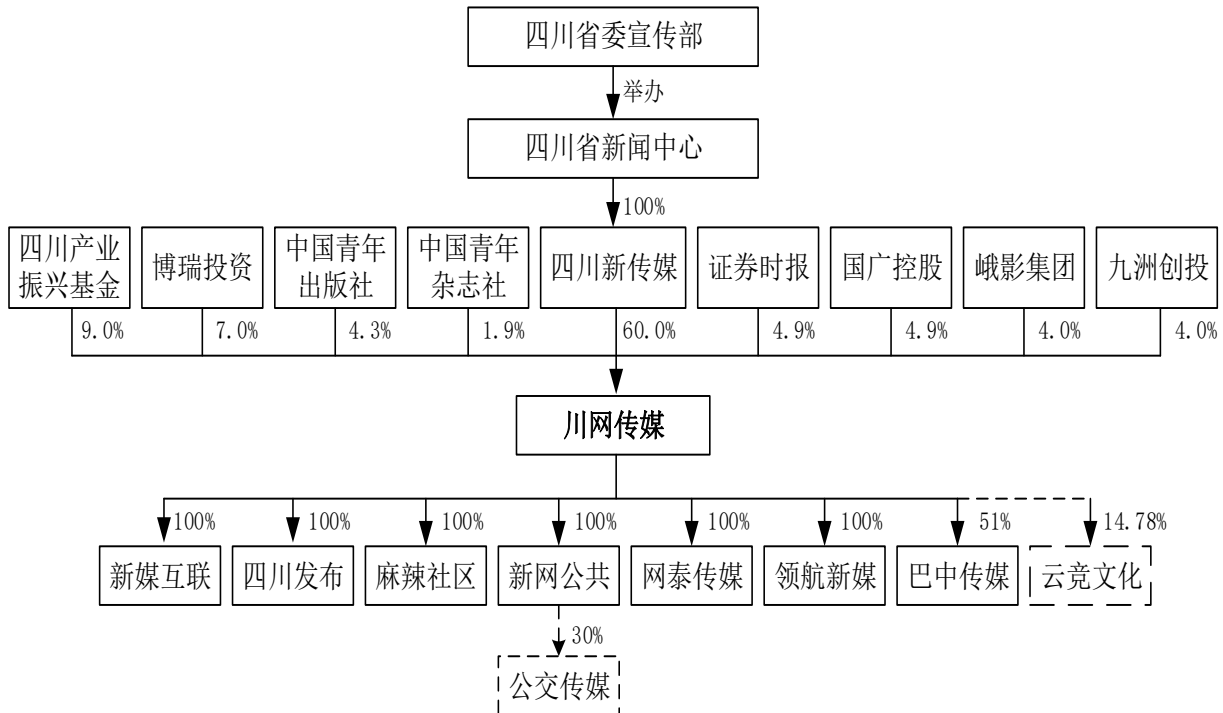 四川省委宣传部
举办
四川省新闻中心
100%
四川产业
振兴基金
博瑞投资
中国青年
出版社
中国青年
杂志社
四川新传媒
证券时报
国广控股
峨影集团
九洲创投
9.0%
7.0%
4.3%
1.9%
60.0%
4.9%
4.9%
4.0%
4.0%
川网传媒
100%
100%
100%
100%
100%
100%
51%
14.78%
新媒互联
四川发布
麻辣社区
新网公共
网泰传媒
领航新媒
巴中传媒
云竞文化
30%
公交传媒